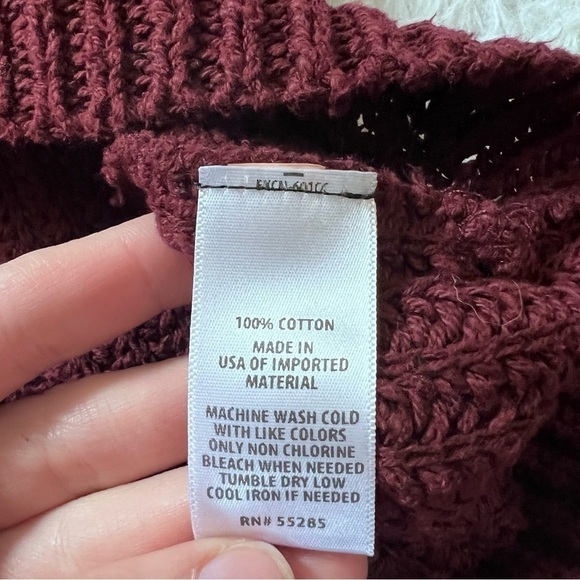 100% COTTON
MADE IN
USA OF IMPORTED
MATERIAL
MACHINE WASH COLD
WITH LIKE COLORS
ONLY NON CHLORINE
BLEACH WHEN NEEDED
TUMBLE DRY LOW
COOL IRON IF NEEDED
RN# 55285